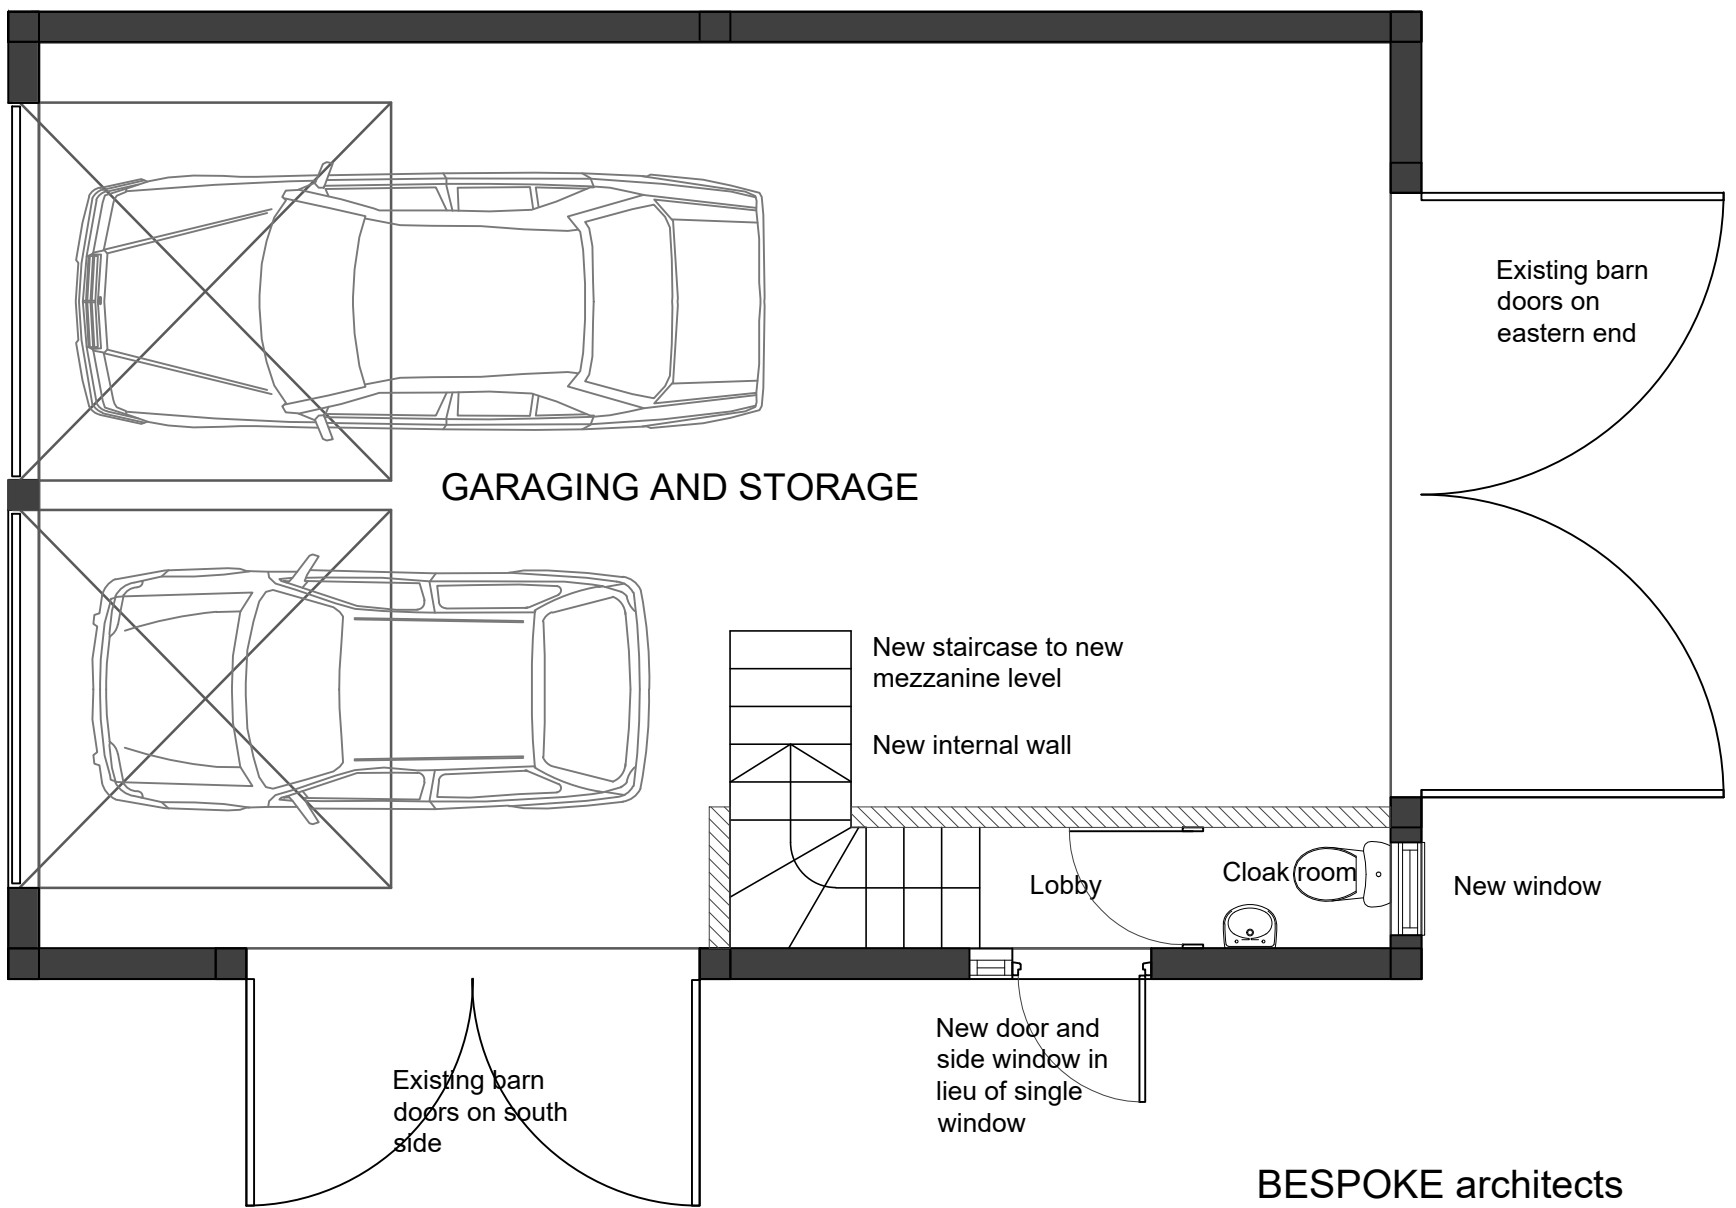 Existing barn
doors on
eastern end
GARAGING AND STORAGE
New staircase to new
mezzanine level
New internal wall
Lobby
Cloak room
New window
New door and
side window in
lieu of single
window
Existing barn
doors on south
side
BESPOKE architects